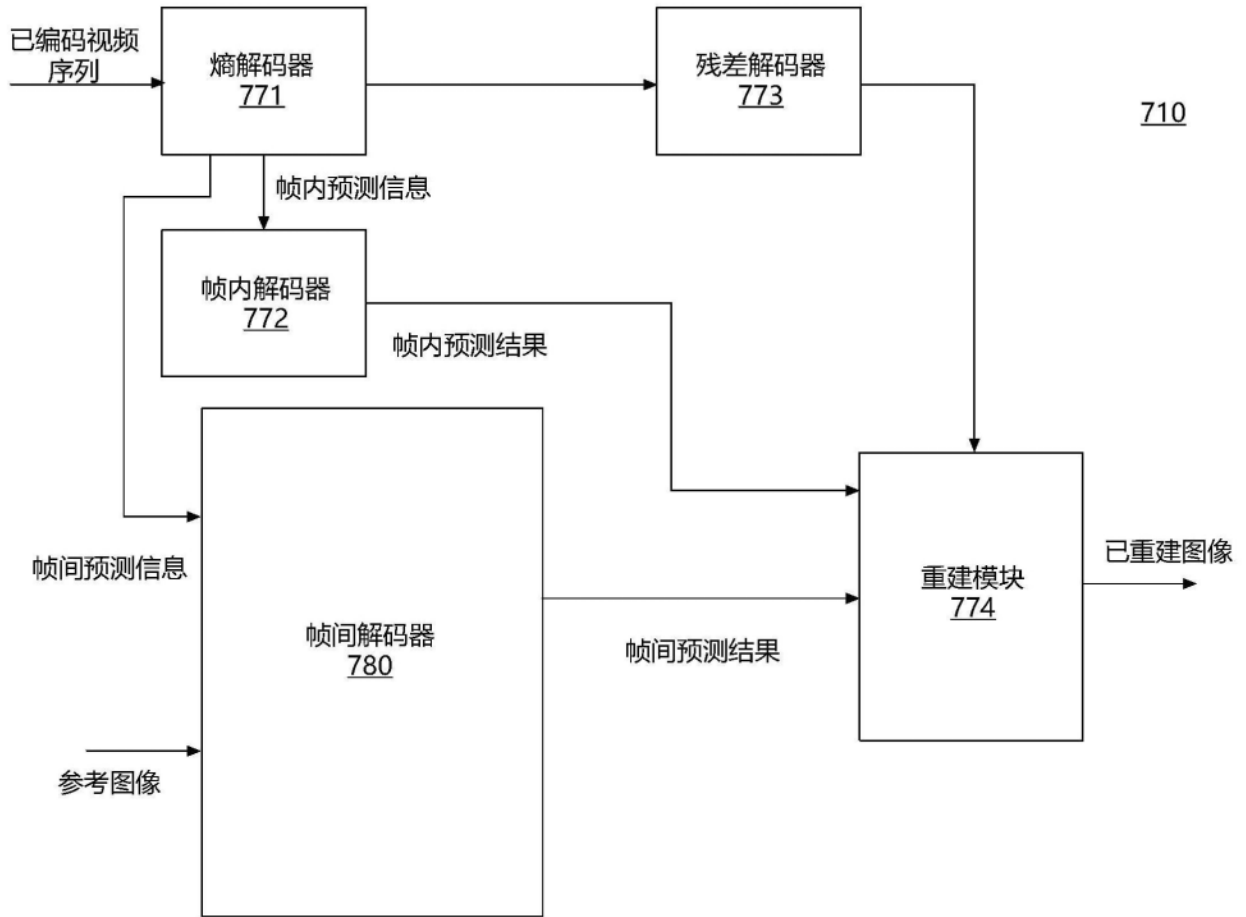 已编码视频
序列
熵解码器
771
残差解码器
773
710
帧内预测信息
帧内解码器
772
帧内预测结果
帧间预测信息
帧间解码器
780
帧间预测结果
参考图像
重建模块
774
已重建图像